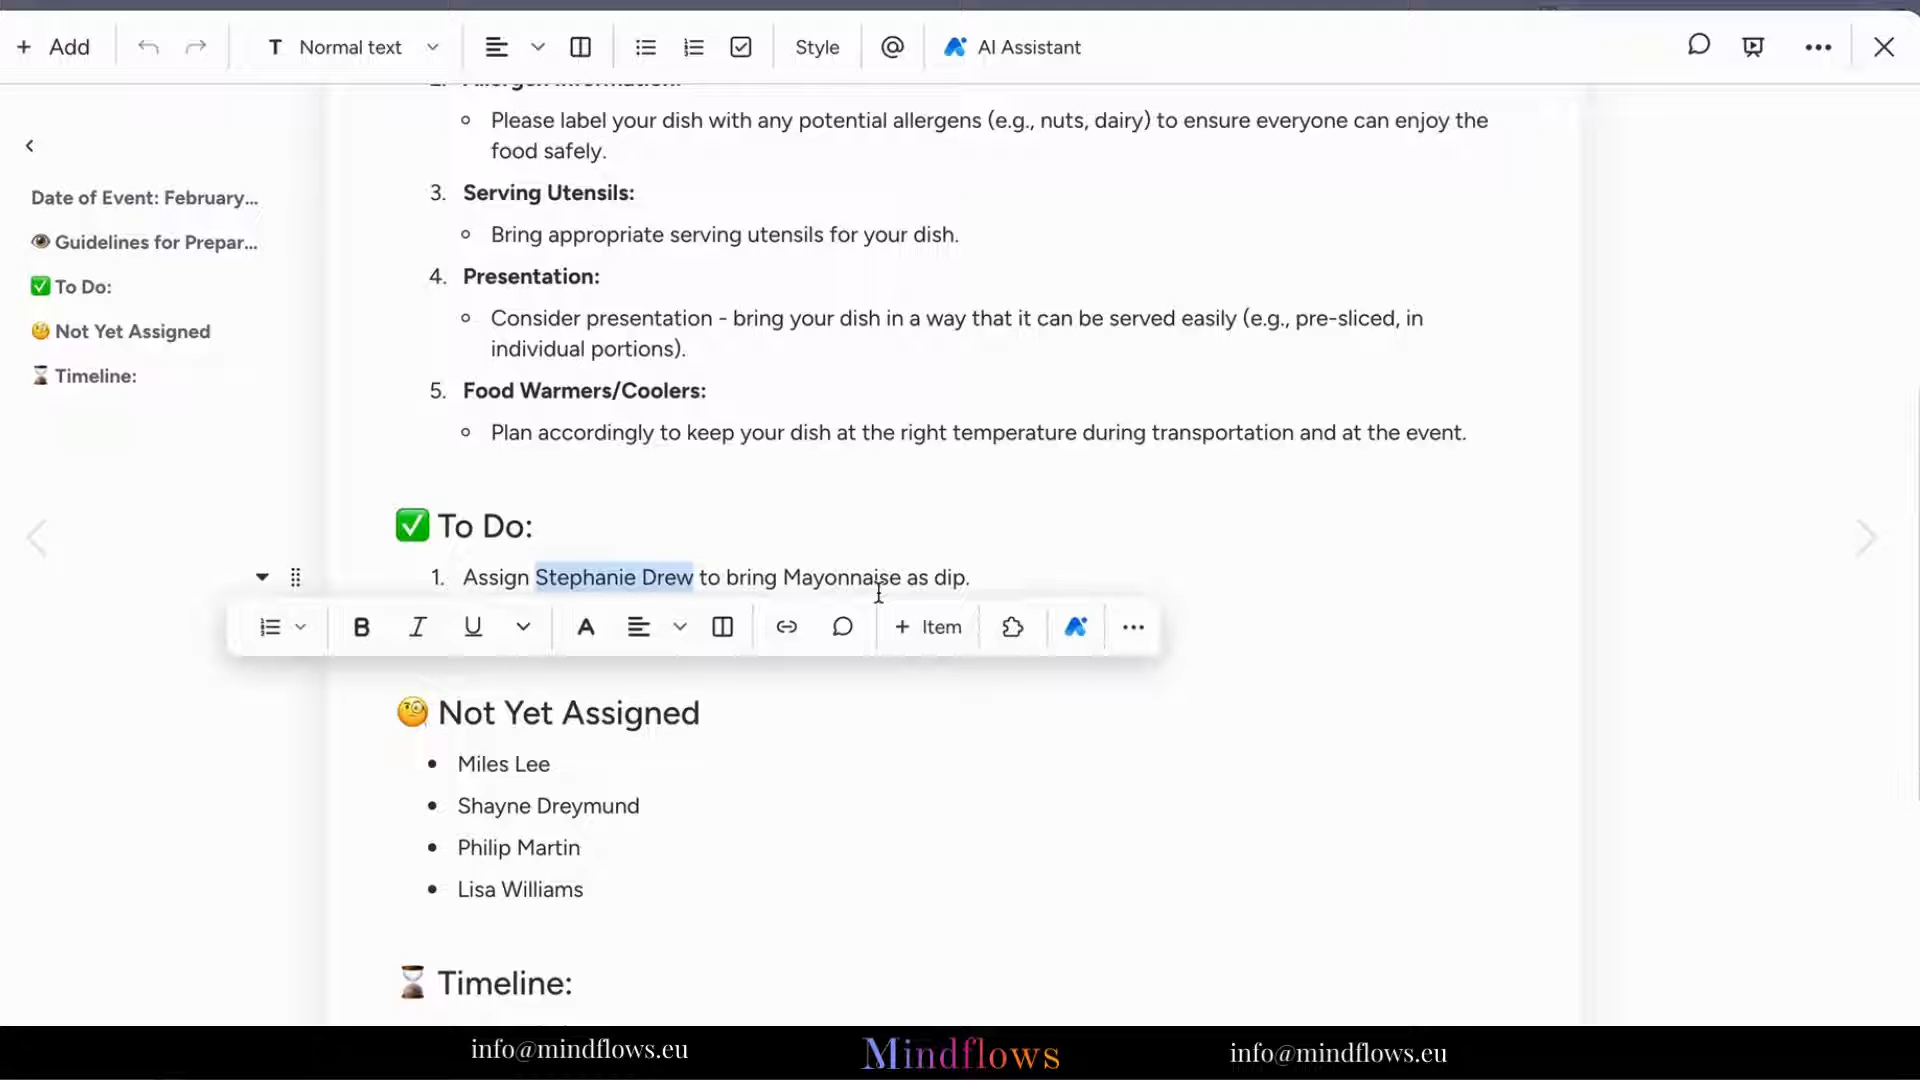 + Add
T Normal text
Style
@
AI Assistant
Date of Event: February...
Guidelines for Prepar...
To Do:
Not Yet Assigned
Timeline:
2. Allergen Information:
Please label your dish with any potential allergens (e.g., nuts, dairy) to ensure everyone can enjoy the
food safely.
3. Serving Utensils:
Bring appropriate serving utensils for your dish.
4. Presentation:
Consider presentation - bring your dish in a way that it can be served easily (e.g., pre-sliced, in
individual portions).
5. Food Warmers/Coolers:
Plan accordingly to keep your dish at the right temperature during transportation and at the event.
To Do:
1. Assign Stephanie Drew to bring Mayonnaise as dip.
B I U A + Item
Not Yet Assigned
Miles Lee
Shayne Dreymund
Philip Martin
Lisa Williams
Timeline:
info@mindflows.eu Mindflows info@mindflows.eu